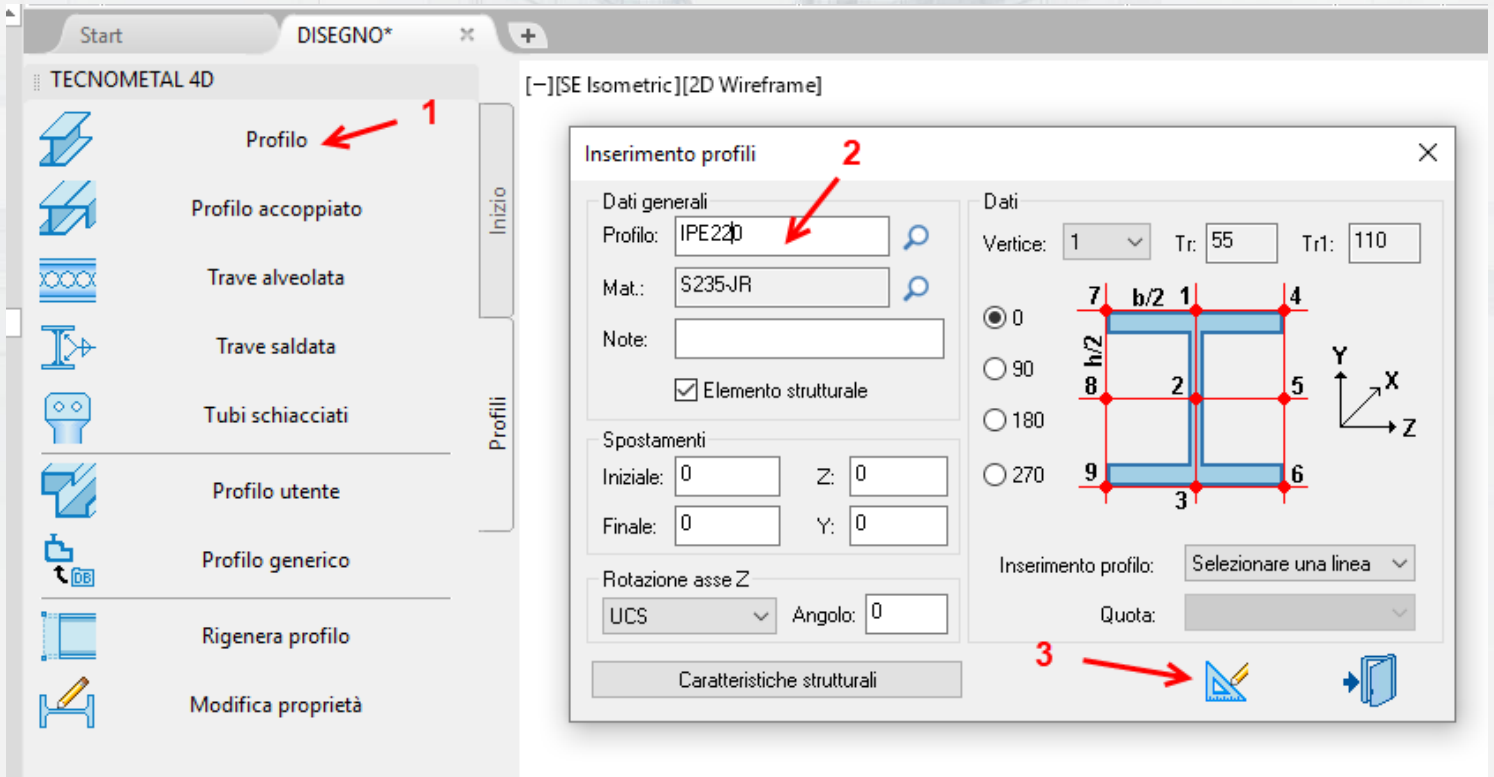 Start
DISEGNO*
TECNOMETAL 4D
1
Profilo
Profilo accoppiato
Trave alveolata
Trave saldata
Tubi schiacciati
Profilo utente
DB
Profilo generico
Rigenera profilo
Modifica proprietà
Inizio
Profili
[−][SE Isometric][2D Wireframe]
Inserimento profili
2
Dati generali
Profilo: IPE220
Mat.: S235-JR
Note:
Elemento strutturale
Spostamenti
Iniziale: 0 Z: 0
Finale: 0 Y: 0
Rotazione asse Z
UCS Angolo: 0
Caratteristiche strutturali
Dati
Vertice: 1 Tr: 55 Tr1: 110
0
90
180
270
7 b/2 1 4
h/2
8 2 5
9 3 6
Y
X
Z
Inserimento profilo: Selezionare una linea
Quota:
3